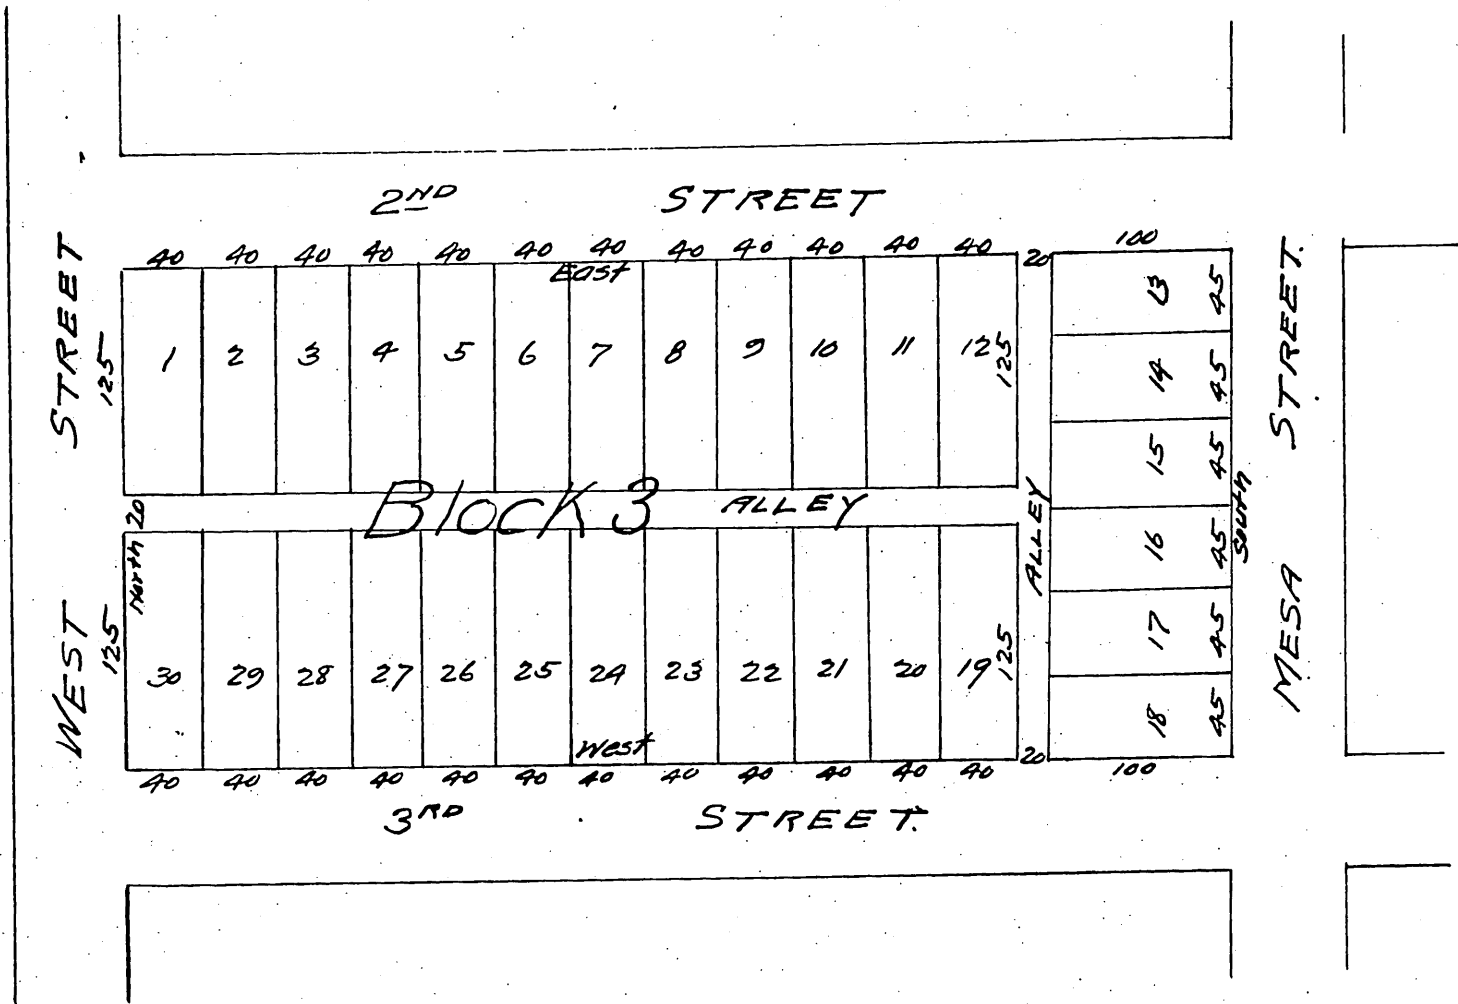 2ND STREET
40 40 40 40 40 40 40 40 40 40 40 40 20 100
East
STREET
125
1 2 3 4 5 6 7 8 9 10 11 12 125
13 45
14 45
15 45
16 45
17 45
18 45
STREET.
South
20
Block 3 ALLEY
ALLEY
North
WEST
125
30 29 28 27 26 25 24 23 22 21 20 19 125
MESA
West
40 40 40 40 40 40 40 40 40 40 40 40 20 100
3RD STREET.